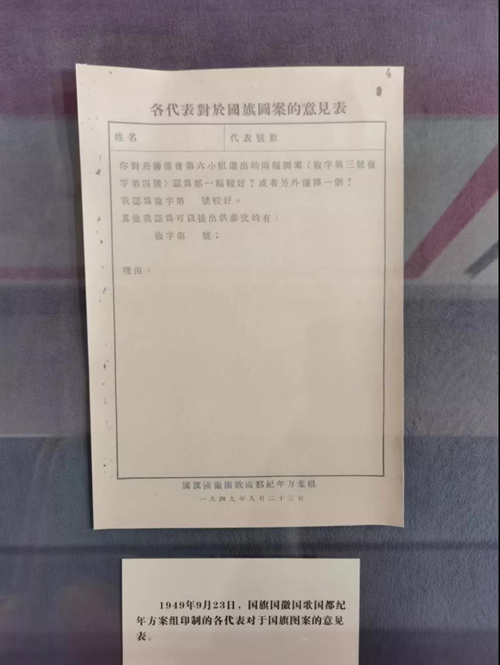 4
各代表對於國旗圖案的意見表
姓名 代表號數
你對於籌備會第六小組選出的兩幅圖案（復字第三號復
字第四號）認爲那一幅較好？或者另外選擇一個？
我認爲復字第 號較好。
其他我認爲可以提出供參攷的有：
復字第 號；
理由：
國旗國徽國歌國都紀年方案組
一九四九年九月二十三日
1949年9月23日，国旗国徽国歌国都纪
年方案组印制的各代表对于国旗图案的意见
表。